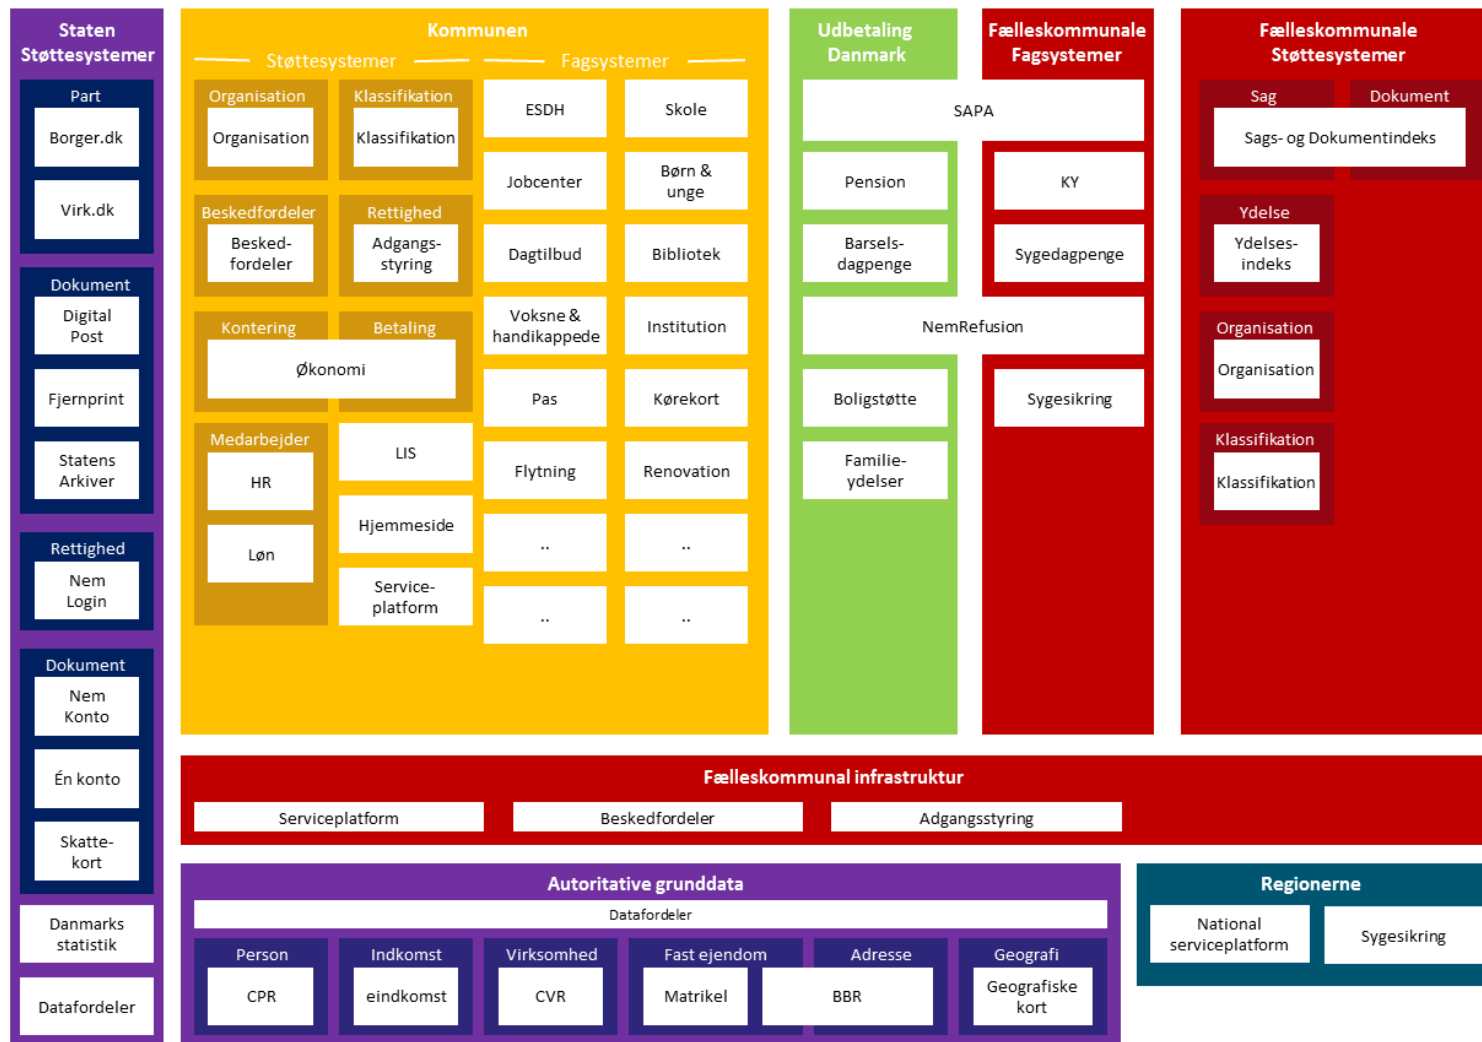 Staten
Støttesystemer
Part
Borger.dk
Virk.dk
Dokument
Digital
Post
Fjernprint
Statens
Arkiver
Rettighed
Nem
Login
Dokument
Nem
Konto
Én konto
Skatte-
kort
Danmarks
statistik
Datafordeler
Kommunen
Støttesystemer
Organisation
Organisation
Klassifikation
Klassifikation
Beskedfordeler
Besked-
fordeler
Rettighed
Adgangs-
styring
Kontering
Betaling
Økonomi
Medarbejder
HR
Løn
LIS
Hjemmeside
Service-
platform
Fagsystemer
ESDH
Skole
Jobcenter
Børn &
unge
Dagtilbud
Bibliotek
Voksne &
handikappede
Institution
Pas
Kørekort
Flytning
Renovation
..
..
..
..
Udbetaling
Danmark
Fælleskommunale
Fagsystemer
SAPA
Pension
KY
Barsels-
dagpenge
Sygedagpenge
NemRefusion
Boligstøtte
Sygesikring
Familie-
ydelser
Fælleskommunale
Støttesystemer
Sag
Dokument
Sags- og Dokumentindeks
Ydelse
Ydelses-
indeks
Organisation
Organisation
Klassifikation
Klassifikation
Fælleskommunal infrastruktur
Serviceplatform
Beskedfordeler
Adgangsstyring
Autoritative grunddata
Datafordeler
Person
CPR
Indkomst
eindkomst
Virksomhed
CVR
Fast ejendom
Matrikel
Adresse
BBR
Geografi
Geografiske
kort
Regionerne
National
serviceplatform
Sygesikring